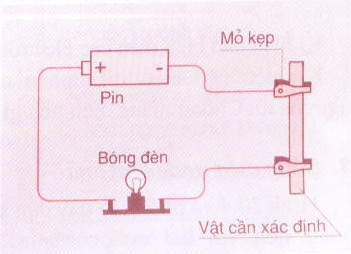 Mỏ kẹp
+ -
Pin
Bóng đèn
Vật cần xác định